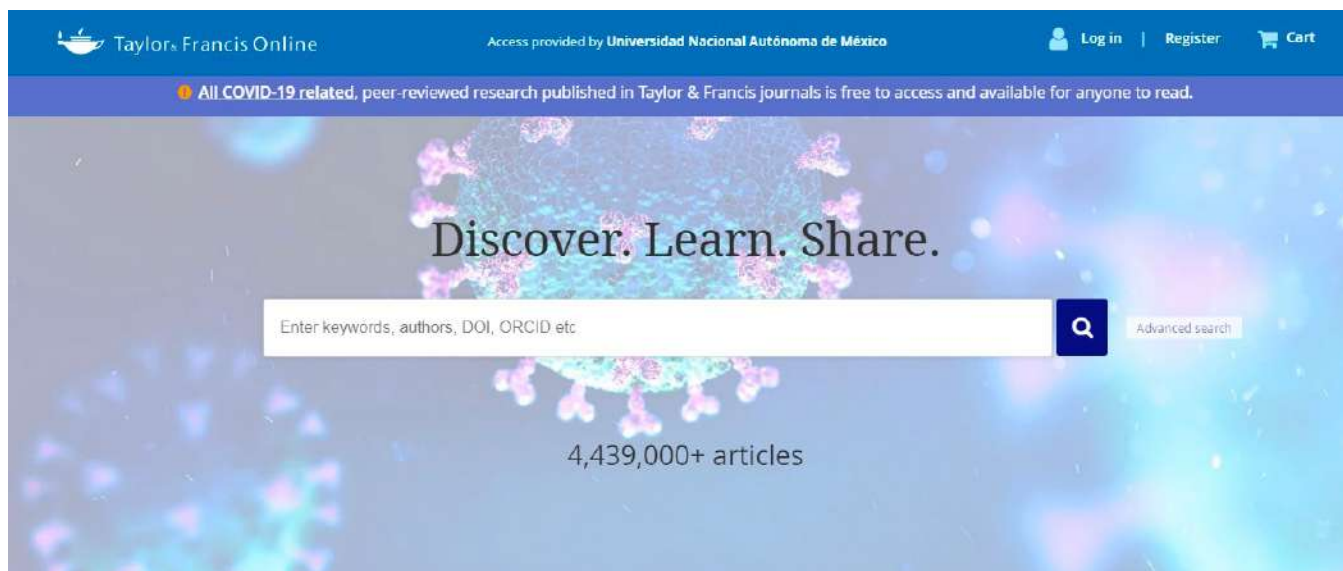 Taylor & Francis Online
Access provided by Universidad Nacional Autónoma de México
Log in | Register
Cart
All COVID-19 related, peer-reviewed research published in Taylor & Francis journals is free to access and available for anyone to read.
Discover. Learn. Share.
Enter keywords, authors, DOI, ORCID etc
Advanced search
4,439,000+ articles